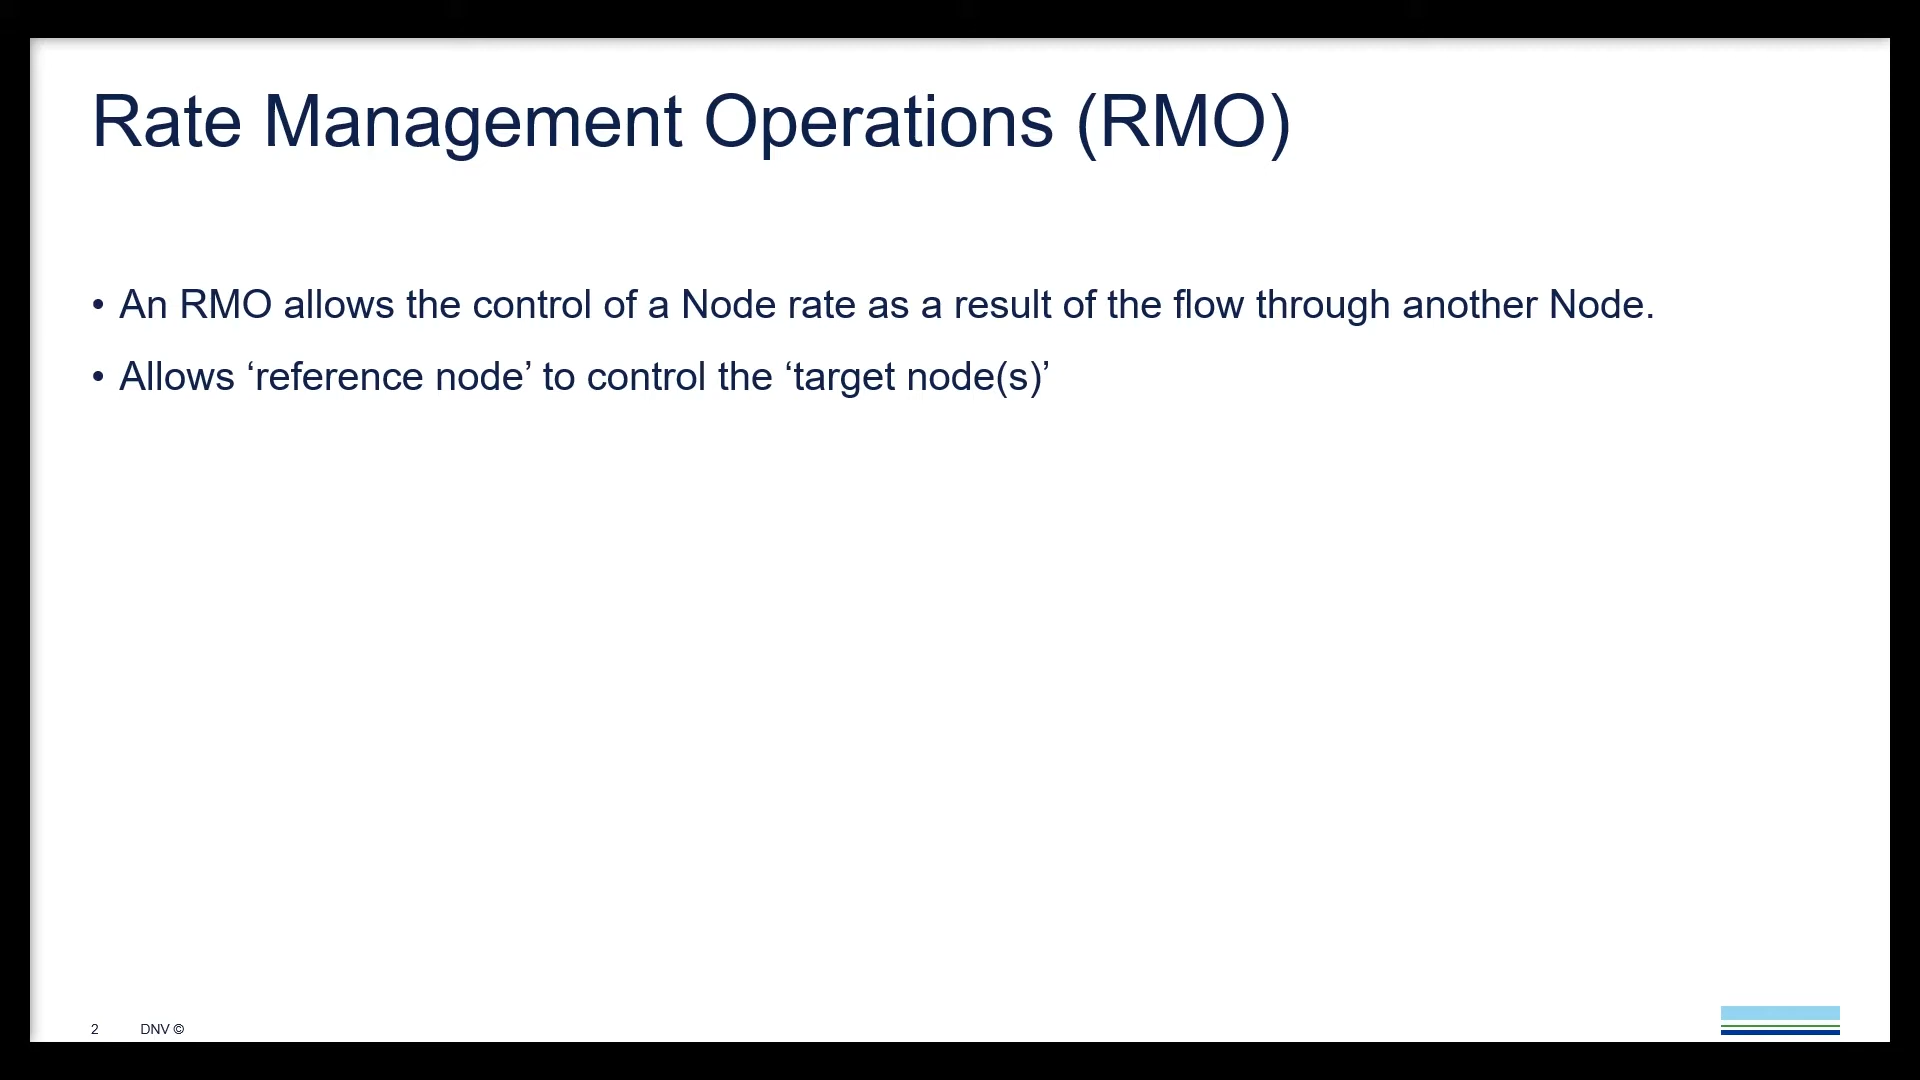 Rate Management Operations (RMO)
• An RMO allows the control of a Node rate as a result of the flow through another Node.
• Allows ‘reference node’ to control the ‘target node(s)’
2 DNV ©